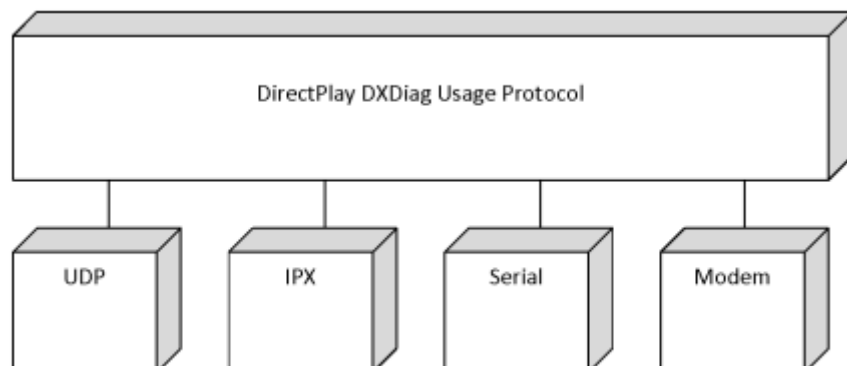 DirectPlay DXDiag Usage Protocol
UDP
IPX
Serial
Modem